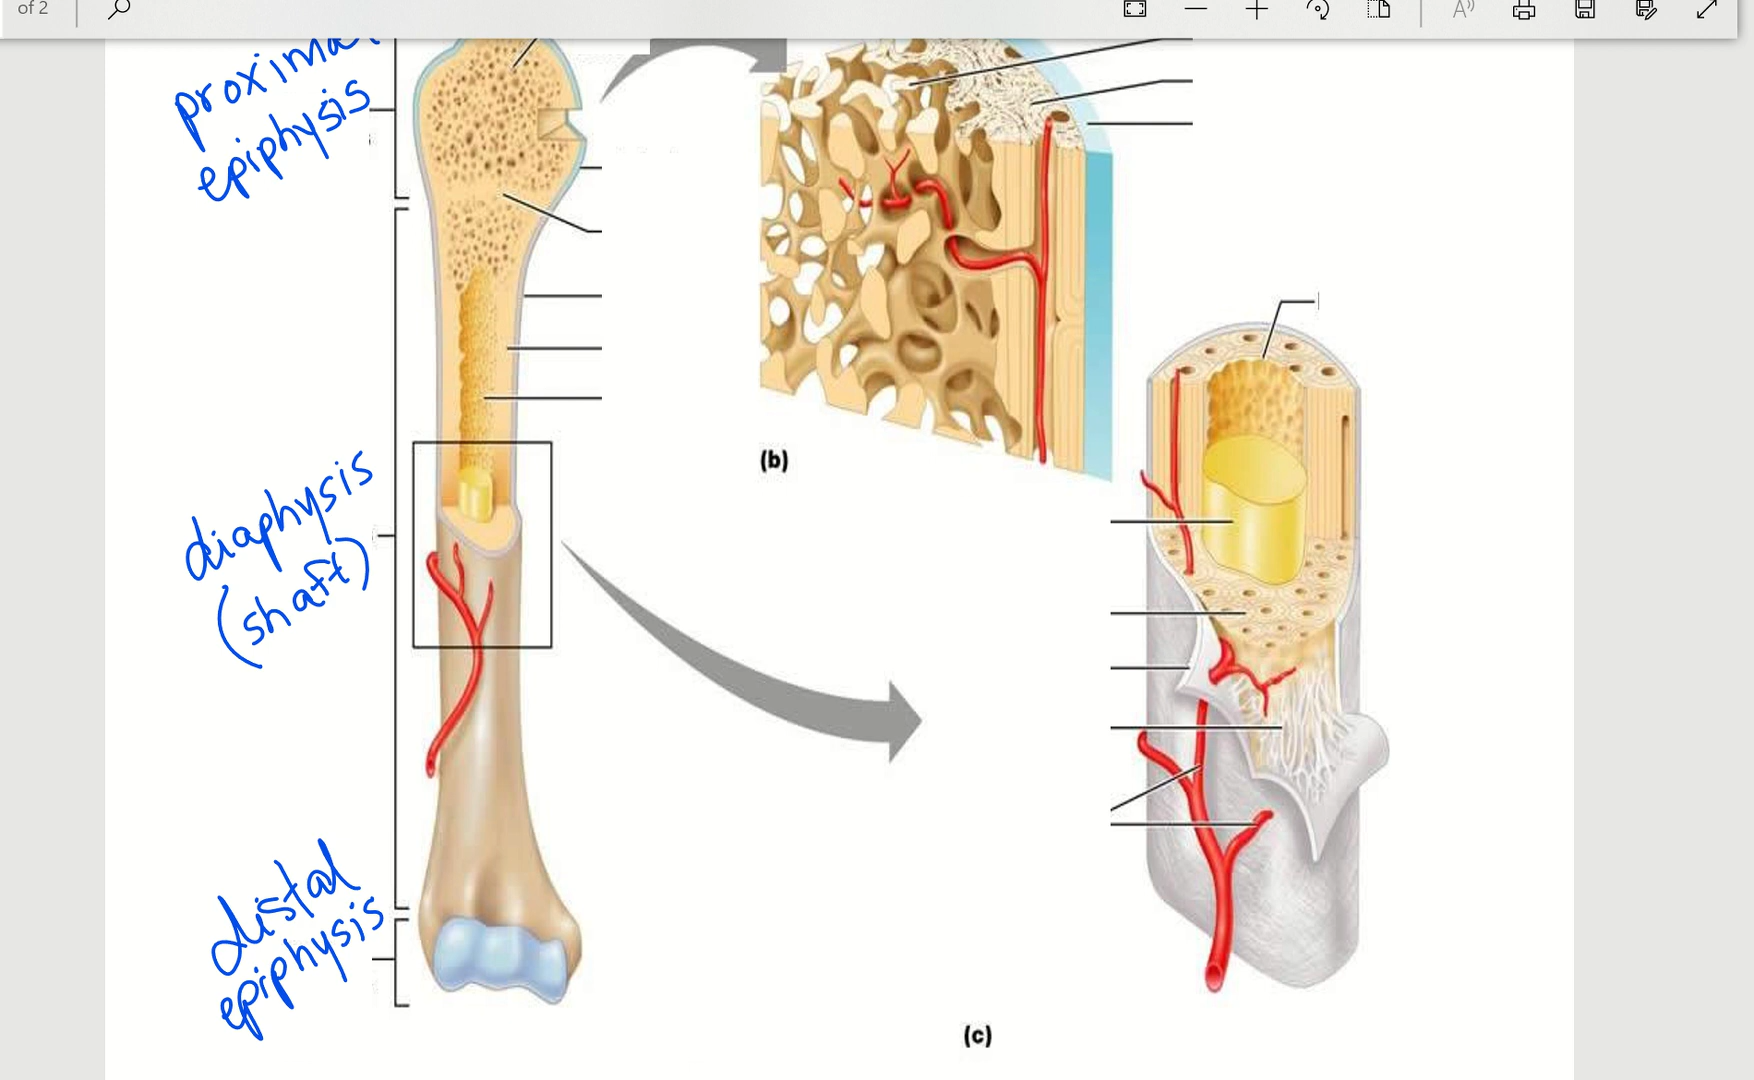 of 2
proximal
epiphysis
(b)
diaphysis
(shaft)
distal
epiphysis
(c)